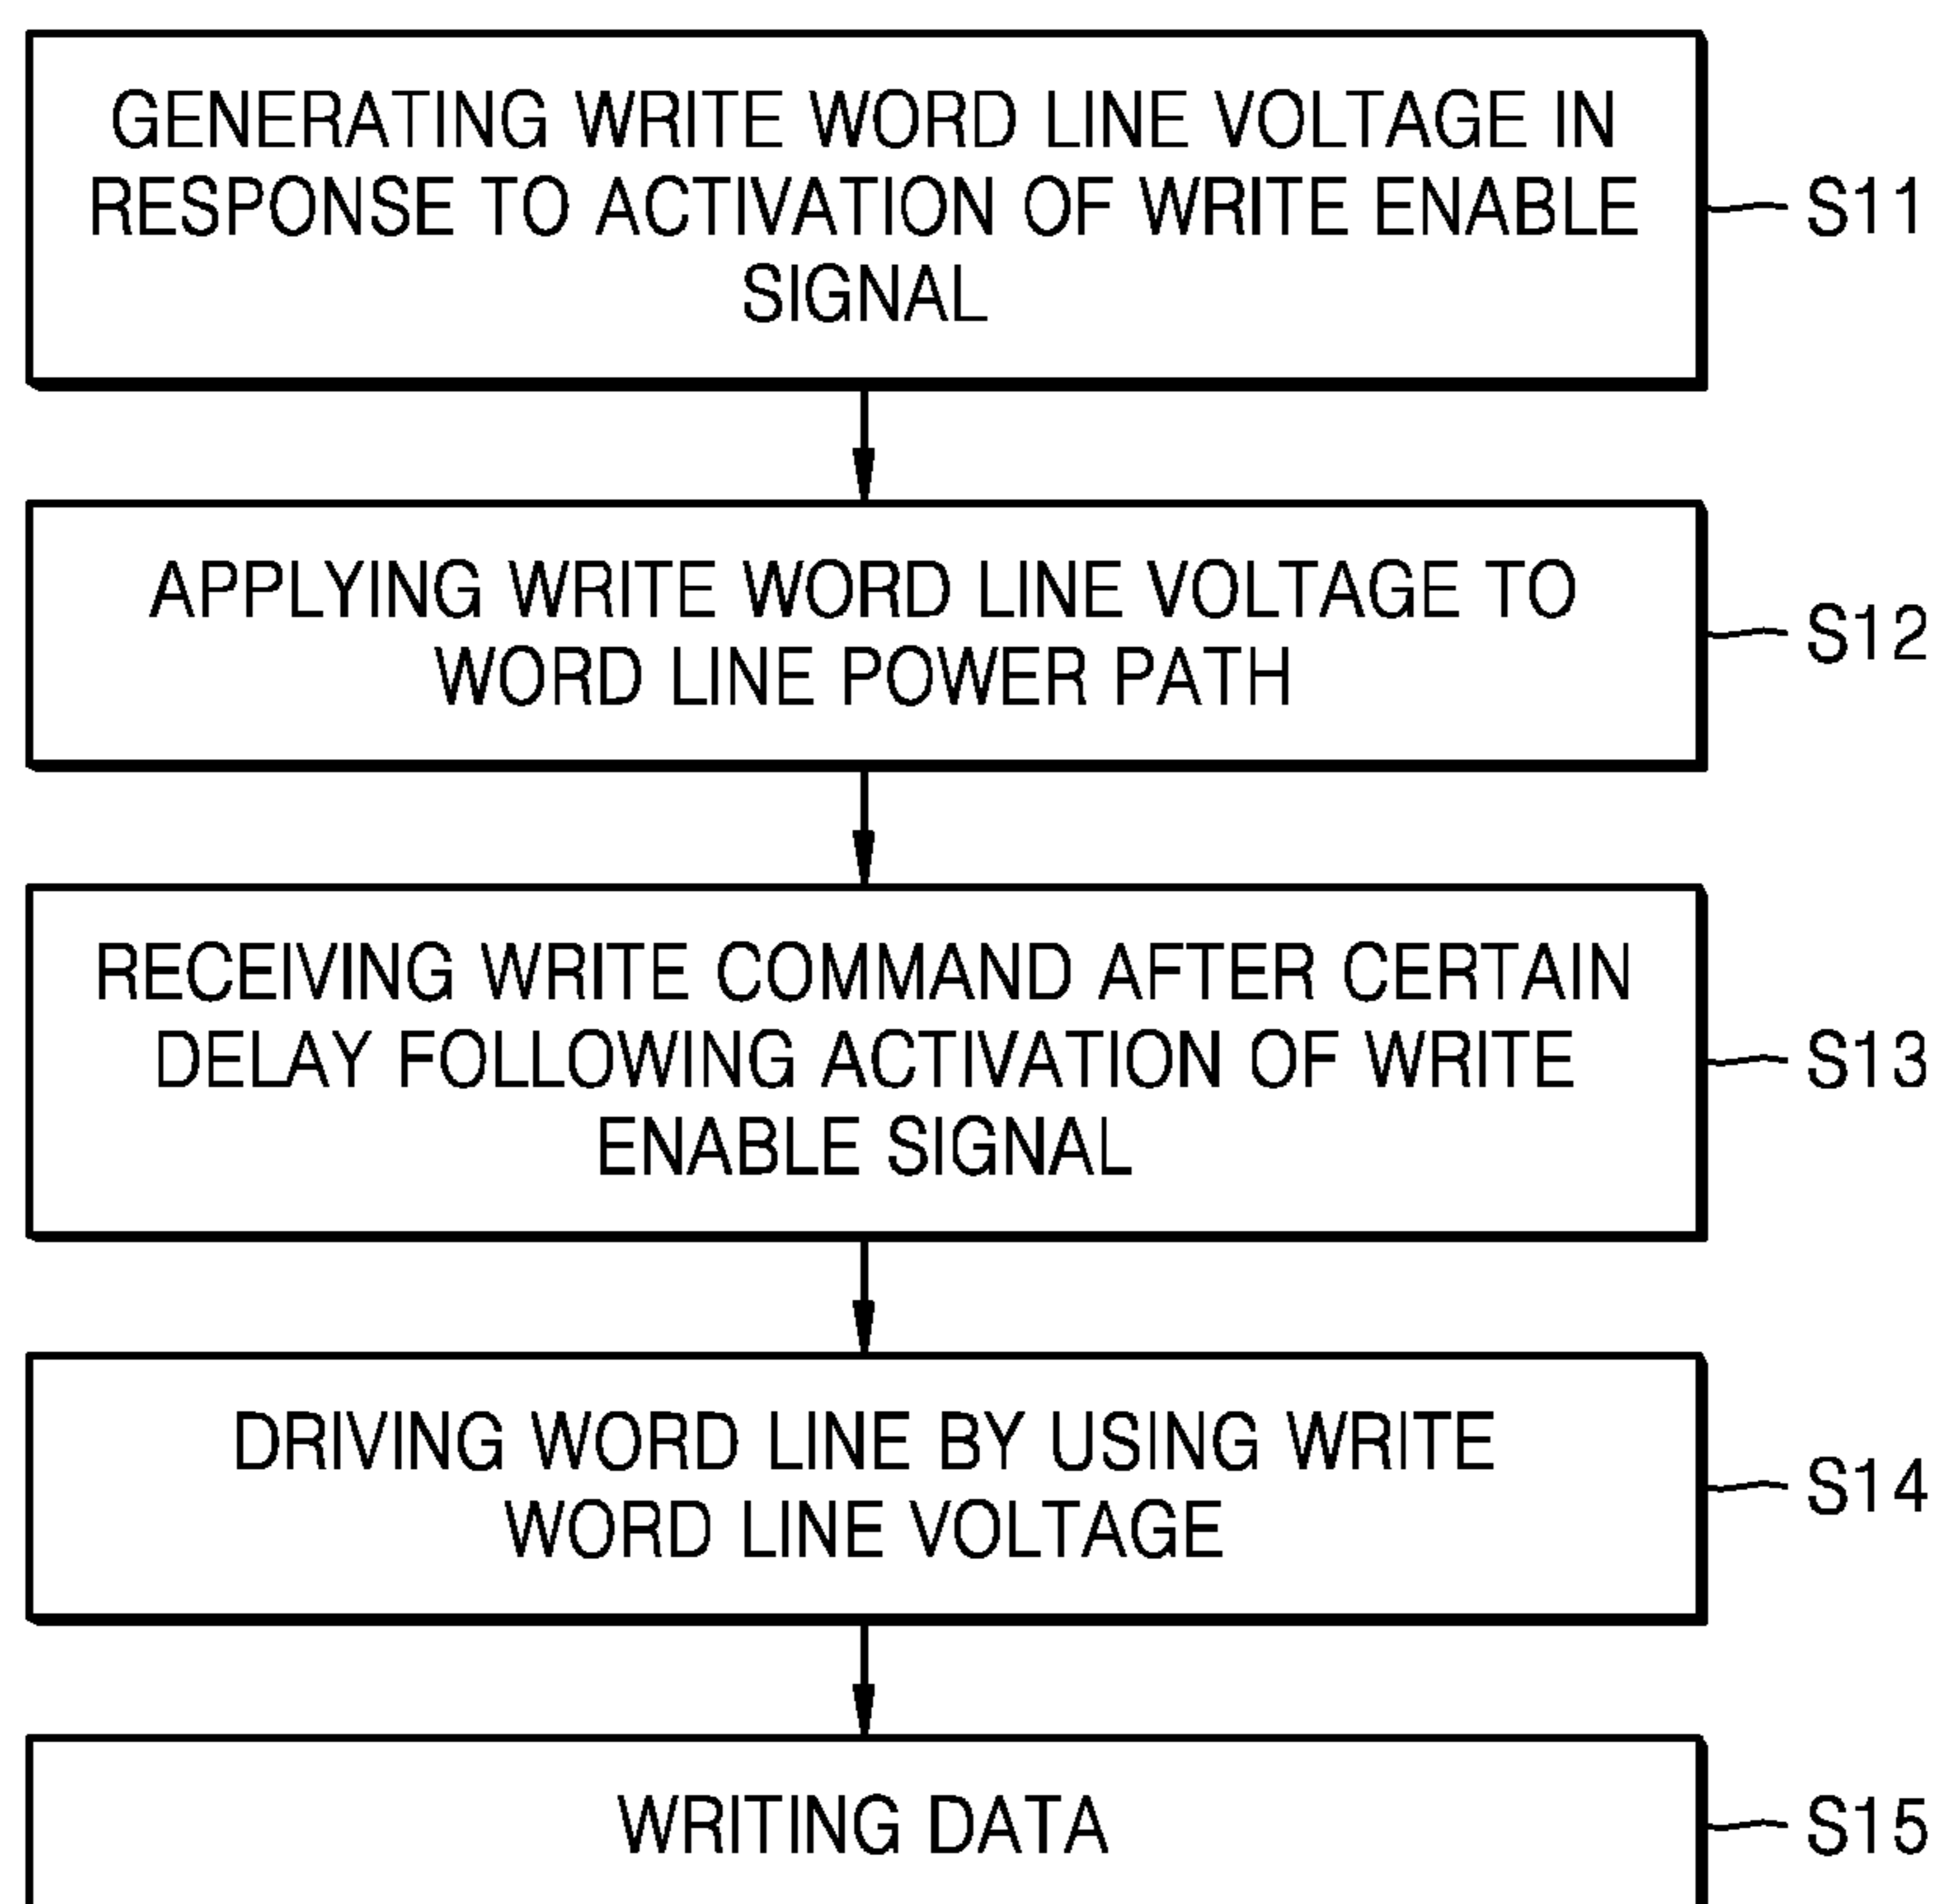 GENERATING WRITE WORD LINE VOLTAGE IN
RESPONSE TO ACTIVATION OF WRITE ENABLE
SIGNAL
S11
APPLYING WRITE WORD LINE VOLTAGE TO
WORD LINE POWER PATH
S12
RECEIVING WRITE COMMAND AFTER CERTAIN
DELAY FOLLOWING ACTIVATION OF WRITE
ENABLE SIGNAL
S13
DRIVING WORD LINE BY USING WRITE
WORD LINE VOLTAGE
S14
WRITING DATA
S15